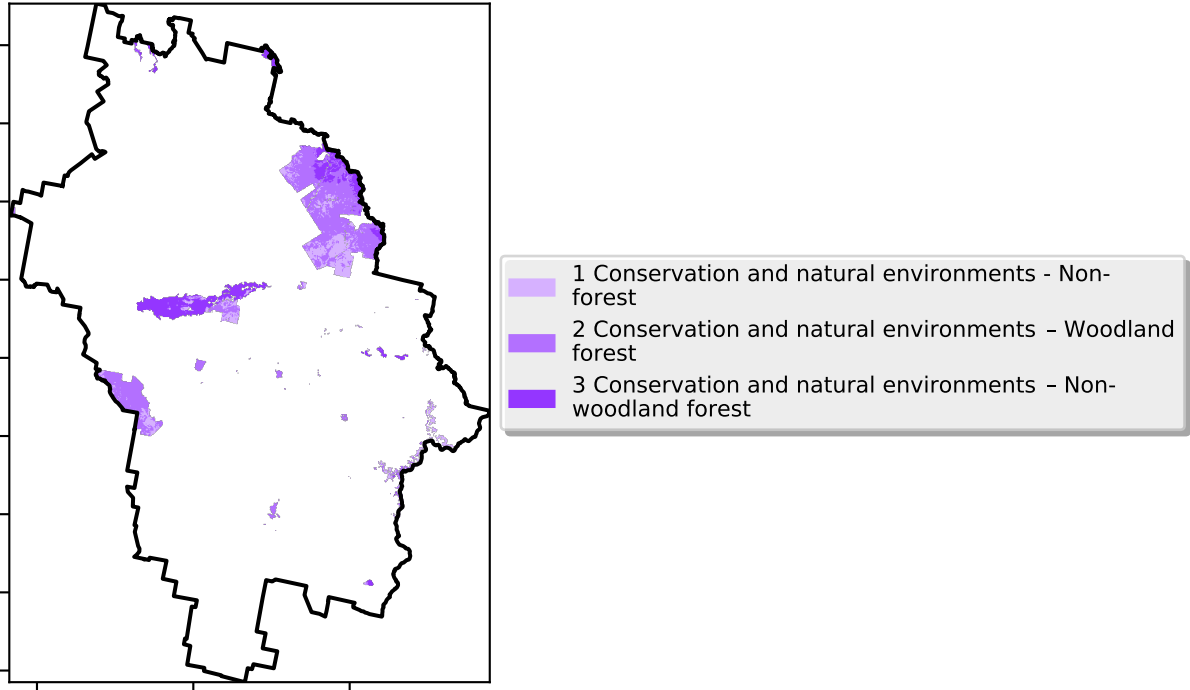 1 Conservation and natural environments - Non-
forest
2 Conservation and natural environments – Woodland
forest
3 Conservation and natural environments – Non-
woodland forest